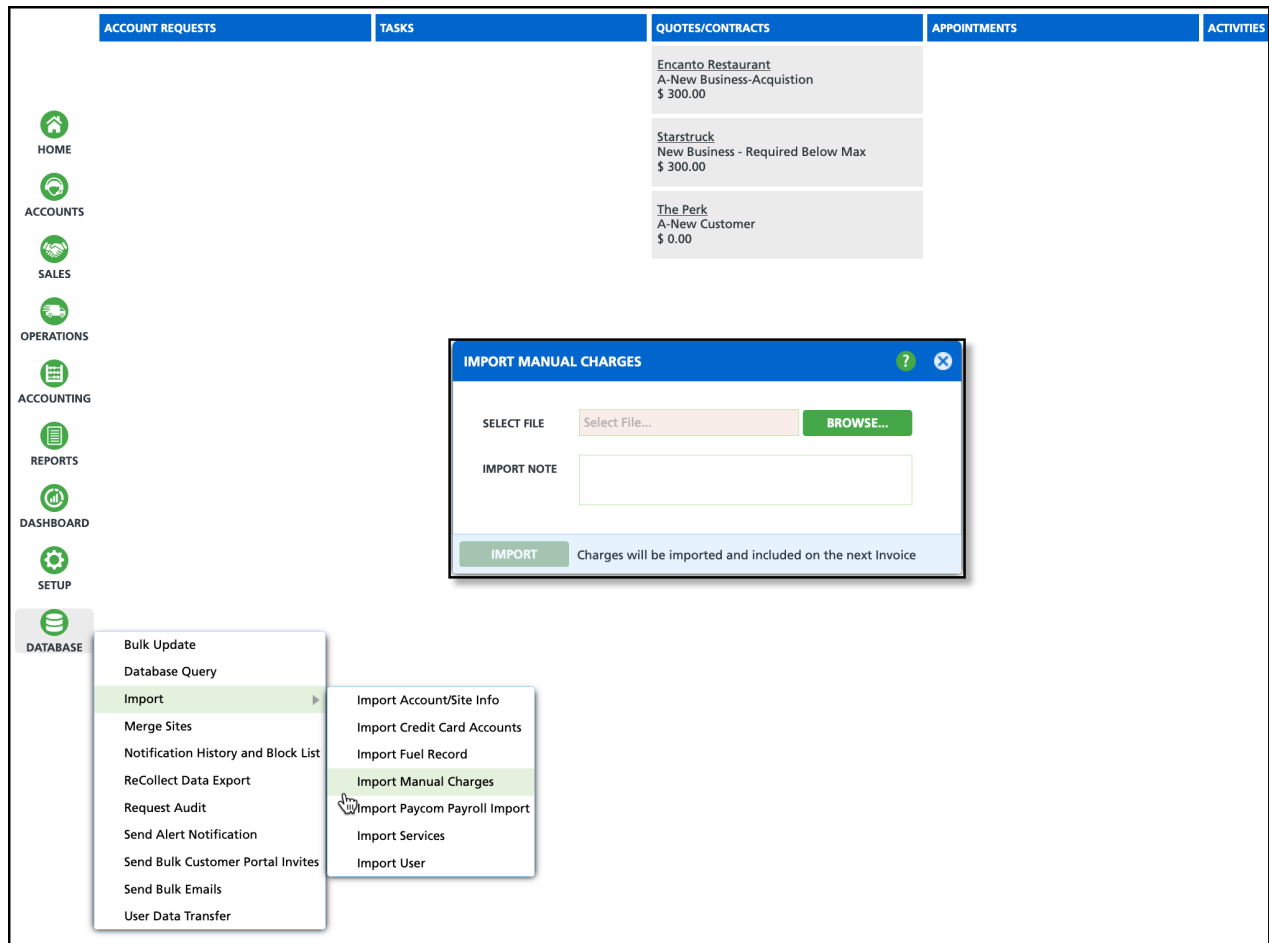 ACCOUNT REQUESTS
TASKS
QUOTES/CONTRACTS
APPOINTMENTS
ACTIVITIES
Encanto Restaurant
A-New Business-Acquistion
$ 300.00
Starstruck
New Business - Required Below Max
$ 300.00
The Perk
A-New Customer
$ 0.00
HOME
ACCOUNTS
SALES
OPERATIONS
ACCOUNTING
REPORTS
DASHBOARD
SETUP
DATABASE
IMPORT MANUAL CHARGES
?
SELECT FILE
Select File...
BROWSE...
IMPORT NOTE
IMPORT
Charges will be imported and included on the next Invoice
Bulk Update
Database Query
Import
Merge Sites
Notification History and Block List
ReCollect Data Export
Request Audit
Send Alert Notification
Send Bulk Customer Portal Invites
Send Bulk Emails
User Data Transfer
Import Account/Site Info
Import Credit Card Accounts
Import Fuel Record
Import Manual Charges
Import Paycom Payroll Import
Import Services
Import User